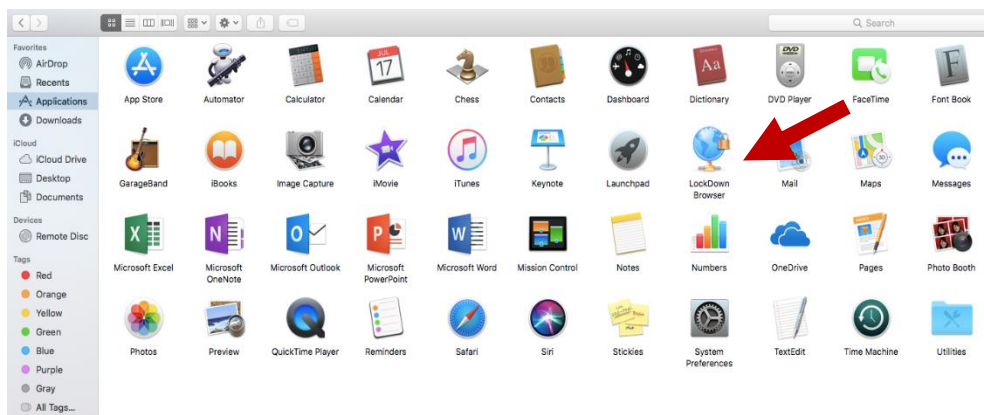 Search
Favorites
AirDrop
Recents
Applications
Downloads
iCloud
iCloud Drive
Desktop
Documents
Devices
Remote Disc
Tags
Red
Orange
Yellow
Green
Blue
Purple
Gray
All Tags...
App Store Automator Calculator Calendar Chess Contacts Dashboard Dictionary DVD Player FaceTime Font Book
GarageBand iBooks Image Capture iMovie iTunes Keynote Launchpad LockDown Browser Mail Maps Messages
Microsoft Excel Microsoft OneNote Microsoft Outlook Microsoft PowerPoint Microsoft Word Mission Control Notes Numbers OneDrive Pages Photo Booth
Photos Preview QuickTime Player Reminders Safari Siri Stickies System Preferences TextEdit Time Machine Utilities
JUL
17
Aa
DVD
F
X
N
O
P
W